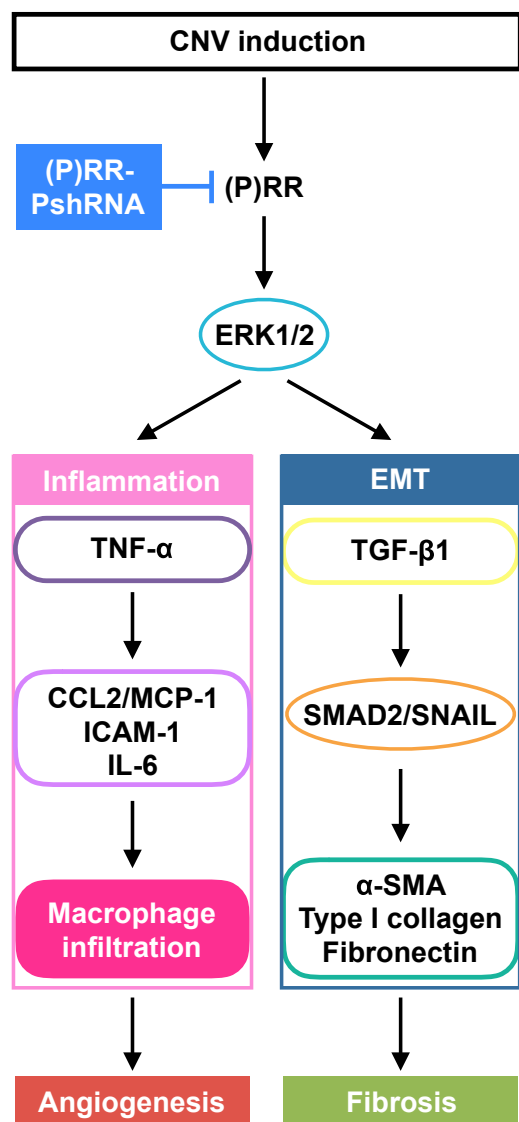 CNV induction
(P)RR-
PshRNA
(P)RR
ERK1/2
Inflammation
TNF-α
CCL2/MCP-1
ICAM-1
IL-6
Macrophage
infiltration
Angiogenesis
EMT
TGF-β1
SMAD2/SNAIL
α-SMA
Type I collagen
Fibronectin
Fibrosis